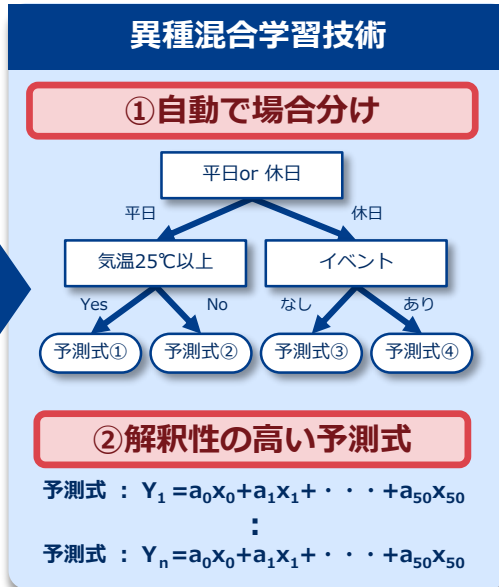 異種混合学習技術
①自動で場合分け
平日or 休日
平日 休日
気温25℃以上 イベント
Yes No なし あり
予測式① 予測式② 予測式③ 予測式④
②解釈性の高い予測式
予測式 : Y₁ =a₀x₀+a₁x₁+・・・+a₅₀x₅₀
:
予測式 : Yₙ=a₀x₀+a₁x₁+・・・+a₅₀x₅₀